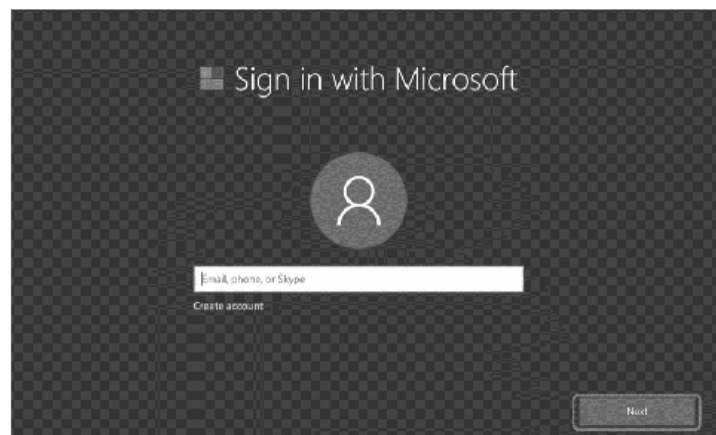 Sign in with Microsoft
Email, phone, or Skype
Create account
Next